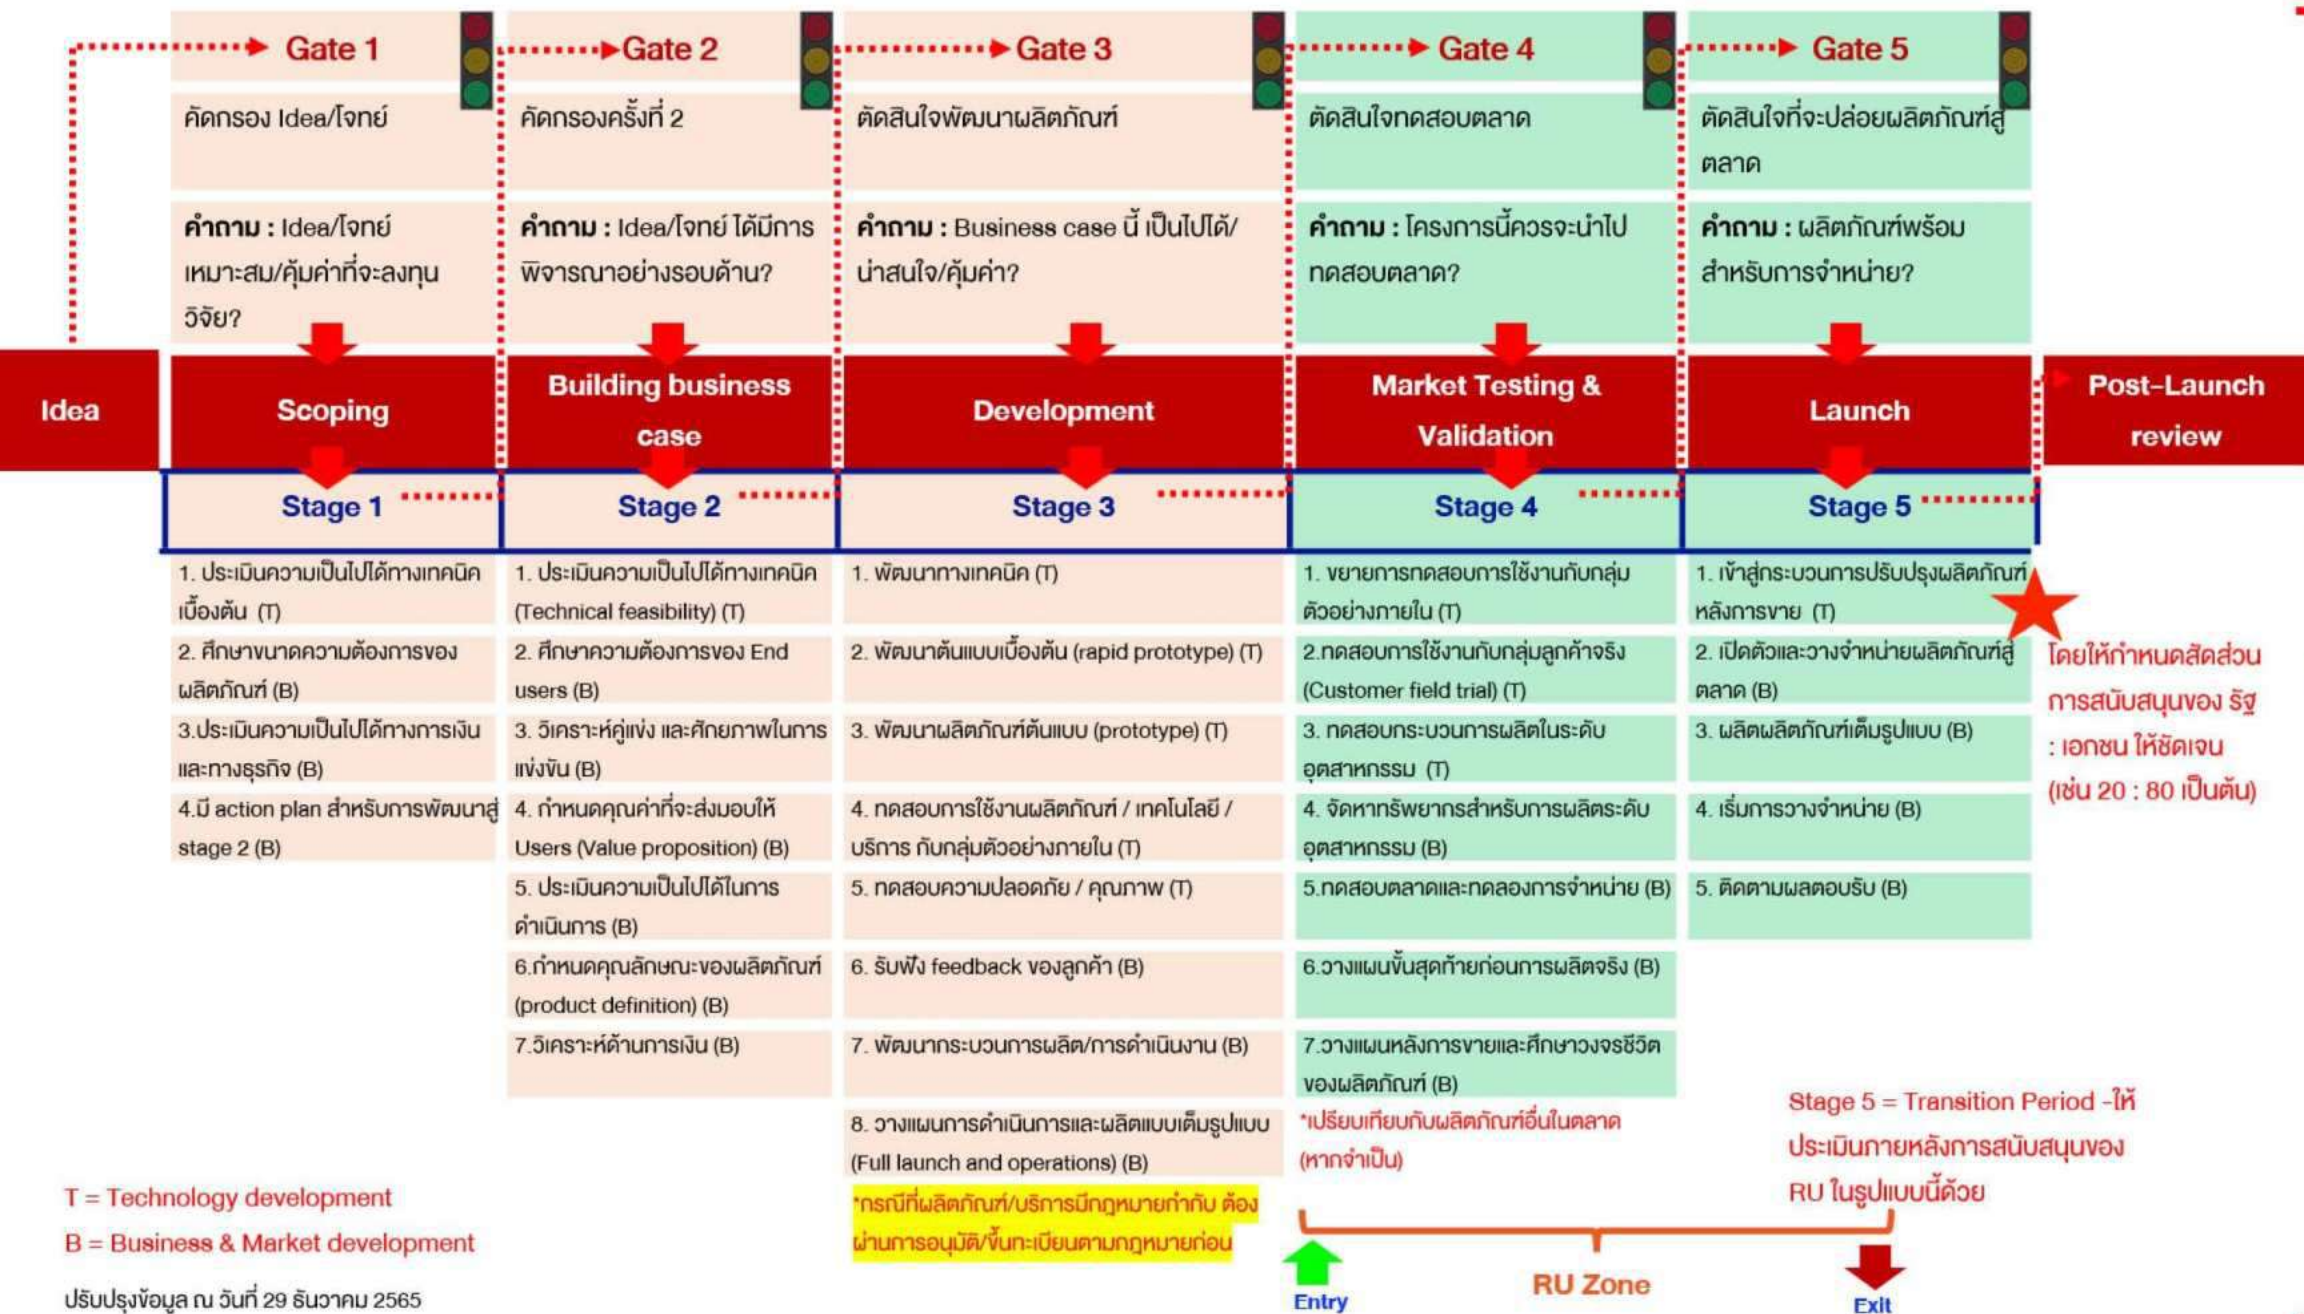 Gate 1
คัดกรอง Idea/โจทย์
คำถาม : Idea/โจทย์
เหมาะสม/คุ้มค่าที่จะลงทุน
วิจัย?
Gate 2
คัดกรองครั้งที่ 2
คำถาม : Idea/โจทย์ ได้มีการ
พิจารณาอย่างรอบด้าน?
Gate 3
ตัดสินใจพัฒนาผลิตภัณฑ์
คำถาม : Business case นี้ เป็นไปได้/
น่าสนใจ/คุ้มค่า?
Gate 4
ตัดสินใจทดสอบตลาด
คำถาม : โครงการนี้ควรจะนำไป
ทดสอบตลาด?
Gate 5
ตัดสินใจที่จะปล่อยผลิตภัณฑ์สู่
ตลาด
คำถาม : ผลิตภัณฑ์พร้อม
สำหรับการจำหน่าย?
Idea
Scoping
Building business
case
Development
Market Testing &
Validation
Launch
Post-Launch
review
Stage 1
1. ประเมินความเป็นไปได้ทางเทคนิค
เบื้องต้น (T)
2. ศึกษาขนาดความต้องการของ
ผลิตภัณฑ์ (B)
3.ประเมินความเป็นไปได้ทางการเงิน
และทางธุรกิจ (B)
4.มี action plan สำหรับการพัฒนาสู่
stage 2 (B)
Stage 2
1. ประเมินความเป็นไปได้ทางเทคนิค
(Technical feasibility) (T)
2. ศึกษาความต้องการของ End
users (B)
3. วิเคราะห์คู่แข่ง และศักยภาพในการ
แข่งขัน (B)
4. กำหนดคุณค่าที่จะส่งมอบให้
Users (Value proposition) (B)
5. ประเมินความเป็นไปได้ในการ
ดำเนินการ (B)
6.กำหนดคุณลักษณะของผลิตภัณฑ์
(product definition) (B)
7.วิเคราะห์ด้านการเงิน (B)
Stage 3
1. พัฒนาทางเทคนิค (T)
2. พัฒนาต้นแบบเบื้องต้น (rapid prototype) (T)
3. พัฒนาผลิตภัณฑ์ต้นแบบ (prototype) (T)
4. ทดสอบการใช้งานผลิตภัณฑ์ / เทคโนโลยี /
บริการ กับกลุ่มตัวอย่างภายใน (T)
5. ทดสอบความปลอดภัย / คุณภาพ (T)
6. รับฟัง feedback ของลูกค้า (B)
7. พัฒนากระบวนการผลิต/การดำเนินงาน (B)
8. วางแผนการดำเนินการและผลิตแบบเต็มรูปแบบ
(Full launch and operations) (B)
*กรณีที่ผลิตภัณฑ์/บริการมีกฎหมายกำกับ ต้อง
ผ่านการอนุมัติ/ขึ้นทะเบียนตามกฎหมายก่อน
Stage 4
1. ขยายการทดสอบการใช้งานกับกลุ่ม
ตัวอย่างภายใน (T)
2.ทดสอบการใช้งานกับกลุ่มลูกค้าจริง
(Customer field trial) (T)
3. ทดสอบกระบวนการผลิตในระดับ
อุตสาหกรรม (T)
4. จัดหาทรัพยากรสำหรับการผลิตระดับ
อุตสาหกรรม (B)
5.ทดสอบตลาดและทดลองการจำหน่าย (B)
6.วางแผนขั้นสุดท้ายก่อนการผลิตจริง (B)
7.วางแผนหลังการขายและศึกษาวงจรชีวิต
ของผลิตภัณฑ์ (B)
*เปรียบเทียบกับผลิตภัณฑ์อื่นในตลาด
(หากจำเป็น)
Stage 5
1. เข้าสู่กระบวนการปรับปรุงผลิตภัณฑ์
หลังการขาย (T)
2. เปิดตัวและวางจำหน่ายผลิตภัณฑ์สู่
ตลาด (B)
3. ผลิตผลิตภัณฑ์เต็มรูปแบบ (B)
4. เริ่มการวางจำหน่าย (B)
5. ติดตามผลตอบรับ (B)
โดยให้กำหนดสัดส่วน
การสนับสนุนของ รัฐ
: เอกชน ให้ชัดเจน
(เช่น 20 : 80 เป็นต้น)
Stage 5 = Transition Period -ให้
ประเมินภายหลังการสนับสนุนของ
RU ในรูปแบบนี้ด้วย
T = Technology development
B = Business & Market development
ปรับปรุงข้อมูล ณ วันที่ 29 ธันวาคม 2565
Entry
RU Zone
Exit